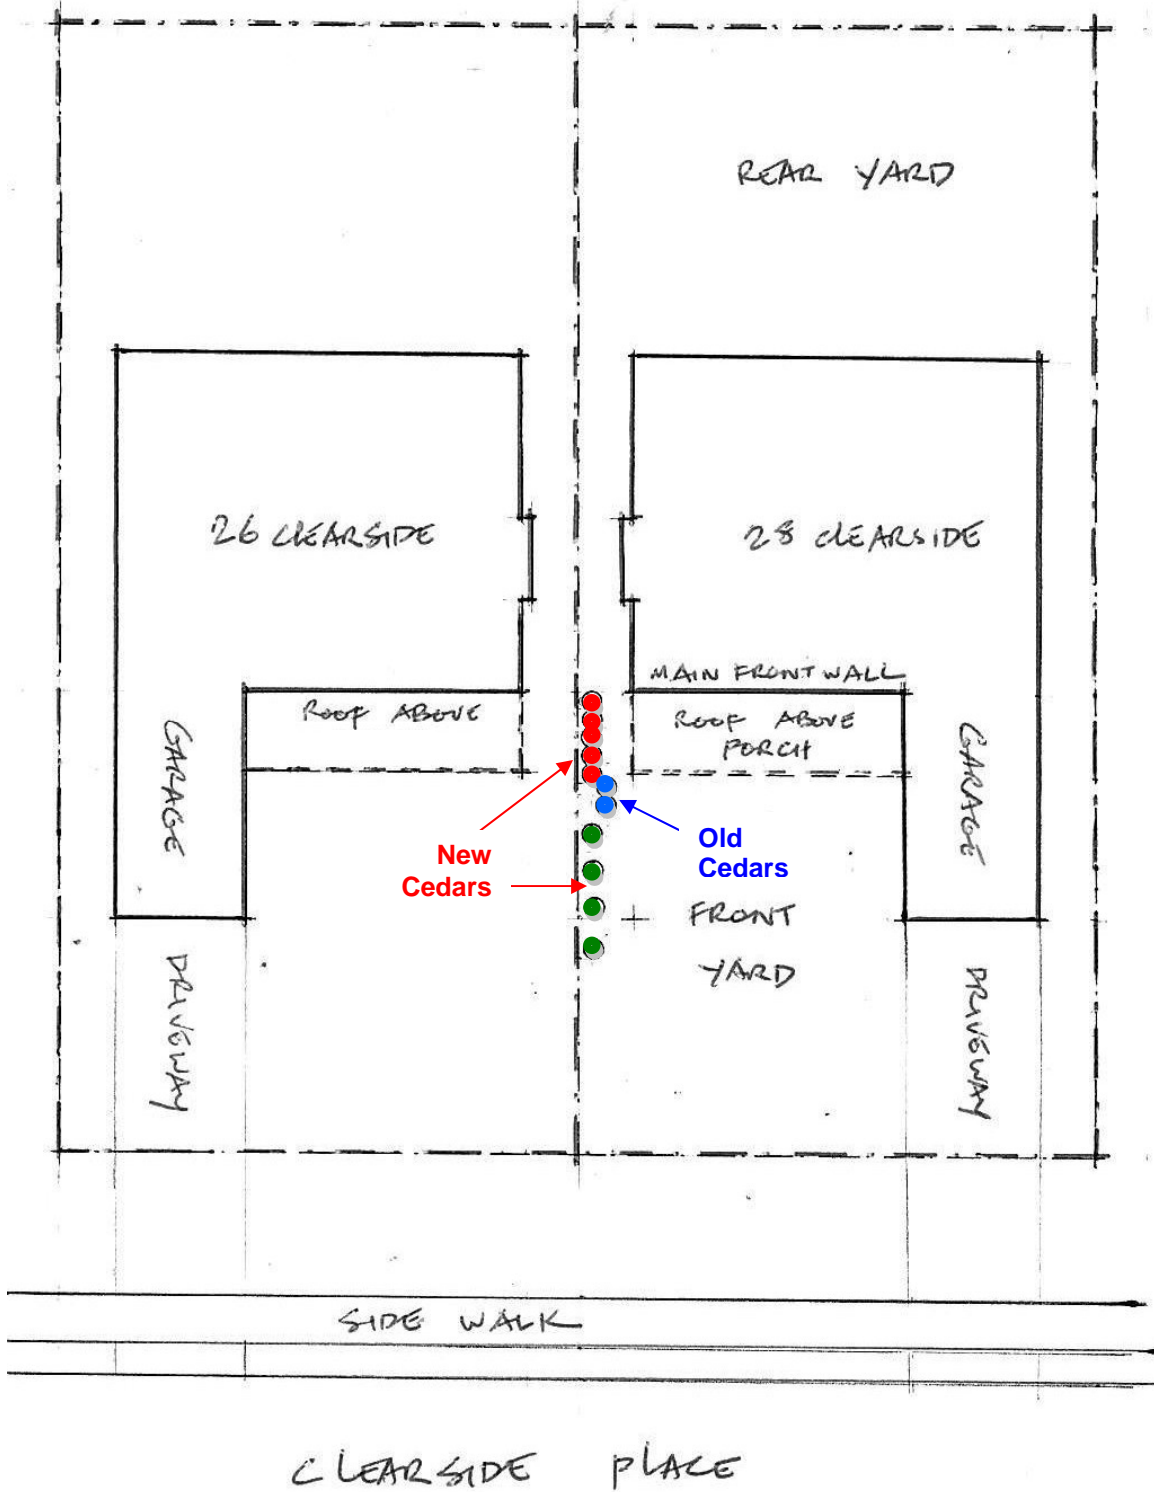 REAR YARD
26 CLEARSIDE
28 CLEARSIDE
MAIN FRONT WALL
ROOF ABOVE
ROOF ABOVE
PORCH
GARAGE
GARAGE
New
Cedars
Old
Cedars
FRONT
YARD
DRIVEWAY
DRIVEWAY
SIDE WALK
CLEARSIDE PLACE